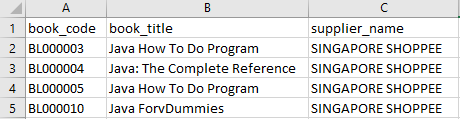 A B C
1 book_code book_title supplier_name
2 BL000003 Java How To Do Program SINGAPORE SHOPPEE
3 BL000004 Java: The Complete Reference SINGAPORE SHOPPEE
4 BL000005 Java How To Do Program SINGAPORE SHOPPEE
5 BL000010 Java ForvDummies SINGAPORE SHOPPEE